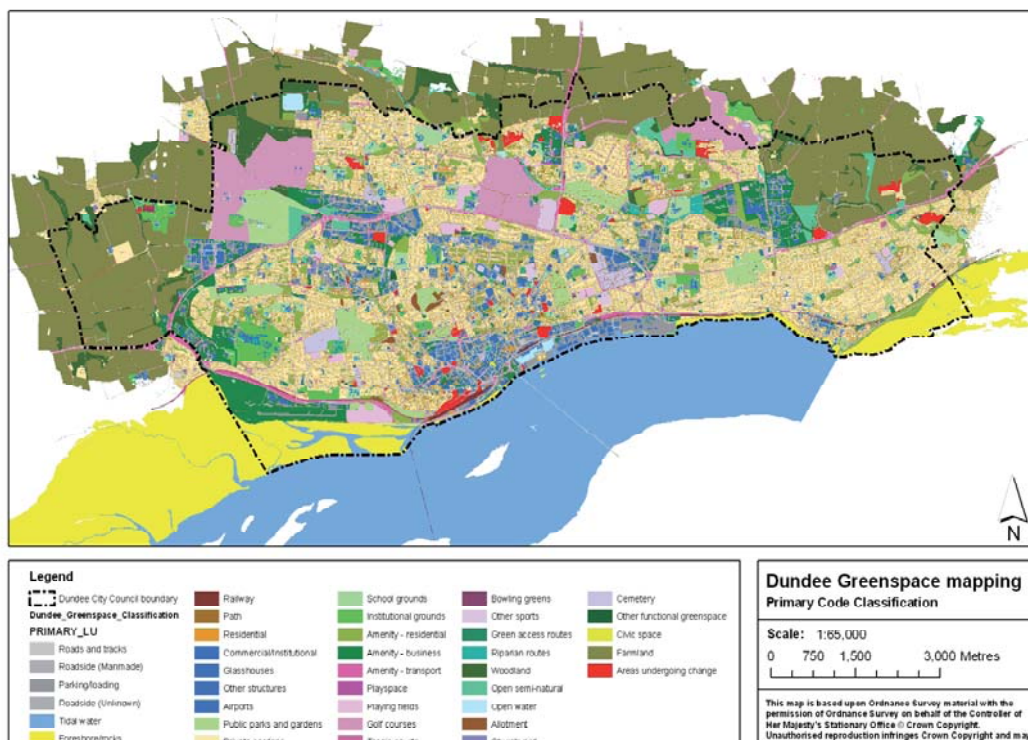 N
Legend
Dundee City Council boundary
Dundee_Greenspace_Classification
PRIMARY_LU
Roads and tracks
Roadside (Manmade)
Parking/loading
Roadside (Unknown)
Tidal water
Foreshore/rocks
Railway
Path
Residential
Commercial/Institutional
Glasshouses
Other structures
Airports
Public parks and gardens
Private gardens
School grounds
Institutional grounds
Amenity - residential
Amenity - business
Amenity - transport
Playspace
Playing fields
Golf courses
Bowling greens
Other sports
Green access routes
Riparian routes
Woodland
Open semi-natural
Open water
Allotment
Cemetery
Other functional greenspace
Civic space
Farmland
Areas undergoing change
Dundee Greenspace mapping
Primary Code Classification
Scale: 1:65,000
0 750 1,500 3,000 Metres
This map is based upon Ordnance Survey material with the
permission of Ordnance Survey on behalf of the Controller of
Her Majesty's Stationary Office © Crown Copyright.
Unauthorised reproduction infringes Crown Copyright and may